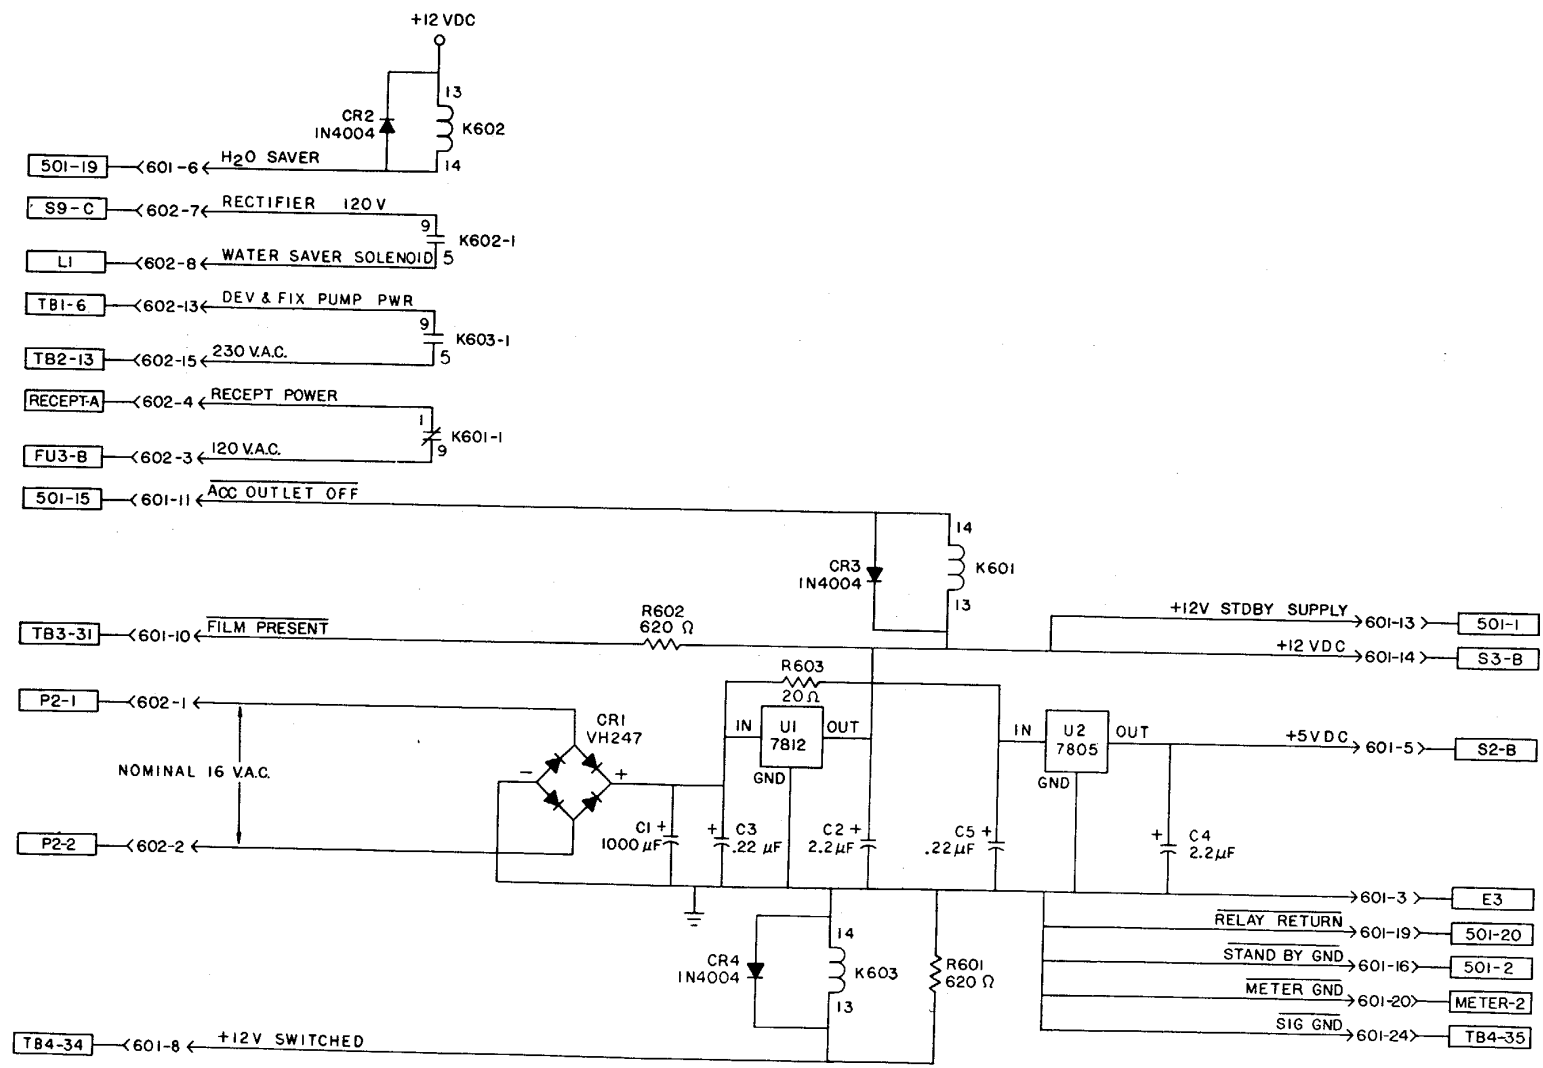 +12 VDC
13
CR2
1N4004
K602
14
501-19 601-6 H2O SAVER
S9-C 602-7 RECTIFIER 120 V
9
K602-1
5
L1 602-8 WATER SAVER SOLENOID
TB1-6 602-13 DEV & FIX PUMP PWR
9
K603-1
5
TB2-13 602-15 230 V.A.C.
RECEPT-A 602-4 RECEPT POWER
1
K601-1
9
FU3-B 602-3 120 V.A.C.
501-15 601-11 ACC OUTLET OFF
14
CR3
1N4004
K601
13
TB3-31 601-10 FILM PRESENT
R602
620 Ω
+12V STDBY SUPPLY 601-13 501-1
+12 VDC 601-14 S3-B
R603
20 Ω
P2-1 602-1
NOMINAL 16 V.A.C.
P2-2 602-2
CR1
VH247
-
+
IN
U1
7812
OUT
GND
IN
U2
7805
OUT
GND
+5 VDC 601-5 S2-B
C1 +
1000 µF
+ C3
.22 µF
C2 +
2.2µF
C5 +
.22µF
+ C4
2.2µF
601-3 E3
RELAY RETURN 601-19 501-20
STAND BY GND 601-16 501-2
METER GND 601-20 METER-2
SIG GND 601-24 TB4-35
14
CR4
1N4004
K603
13
R601
620 Ω
TB4-34 601-8 +12V SWITCHED